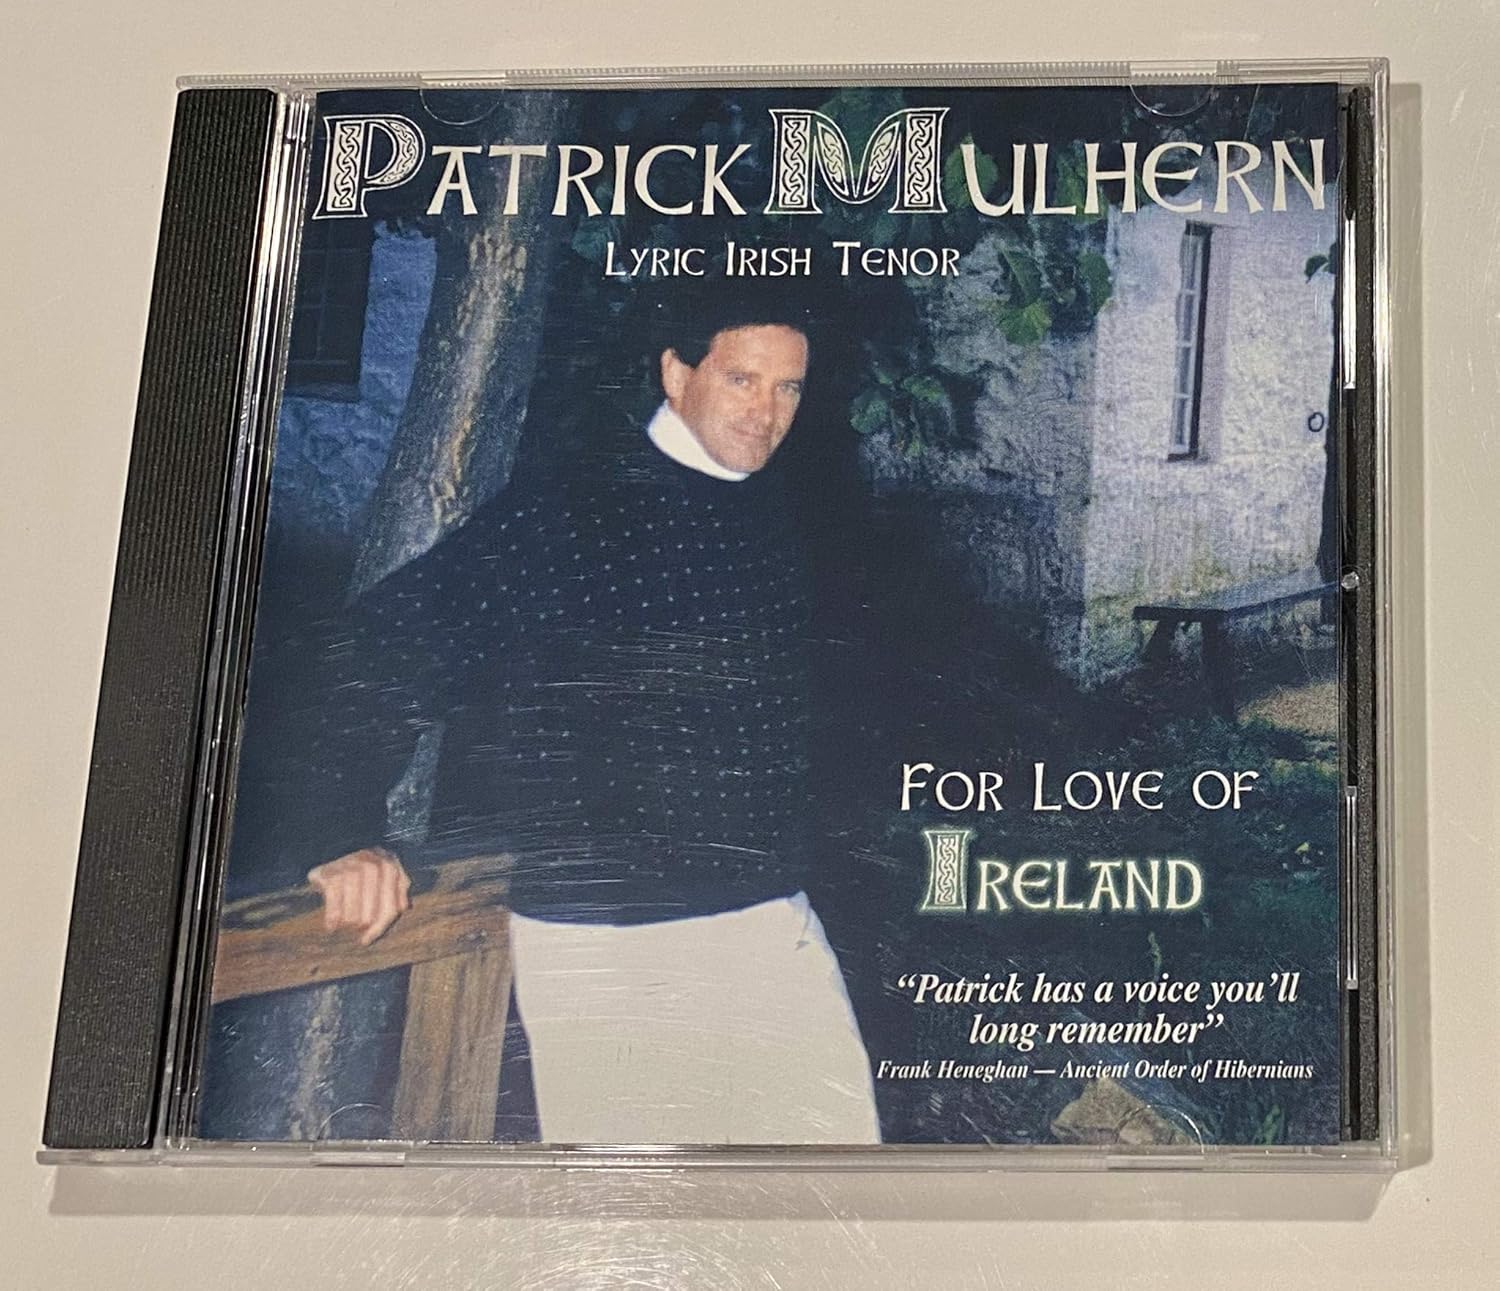 PATRICK MULHERN
LYRIC IRISH TENOR
FOR LOVE OF
IRELAND
“Patrick has a voice you’ll
long remember”
Frank Heneghan — Ancient Order of Hibernians